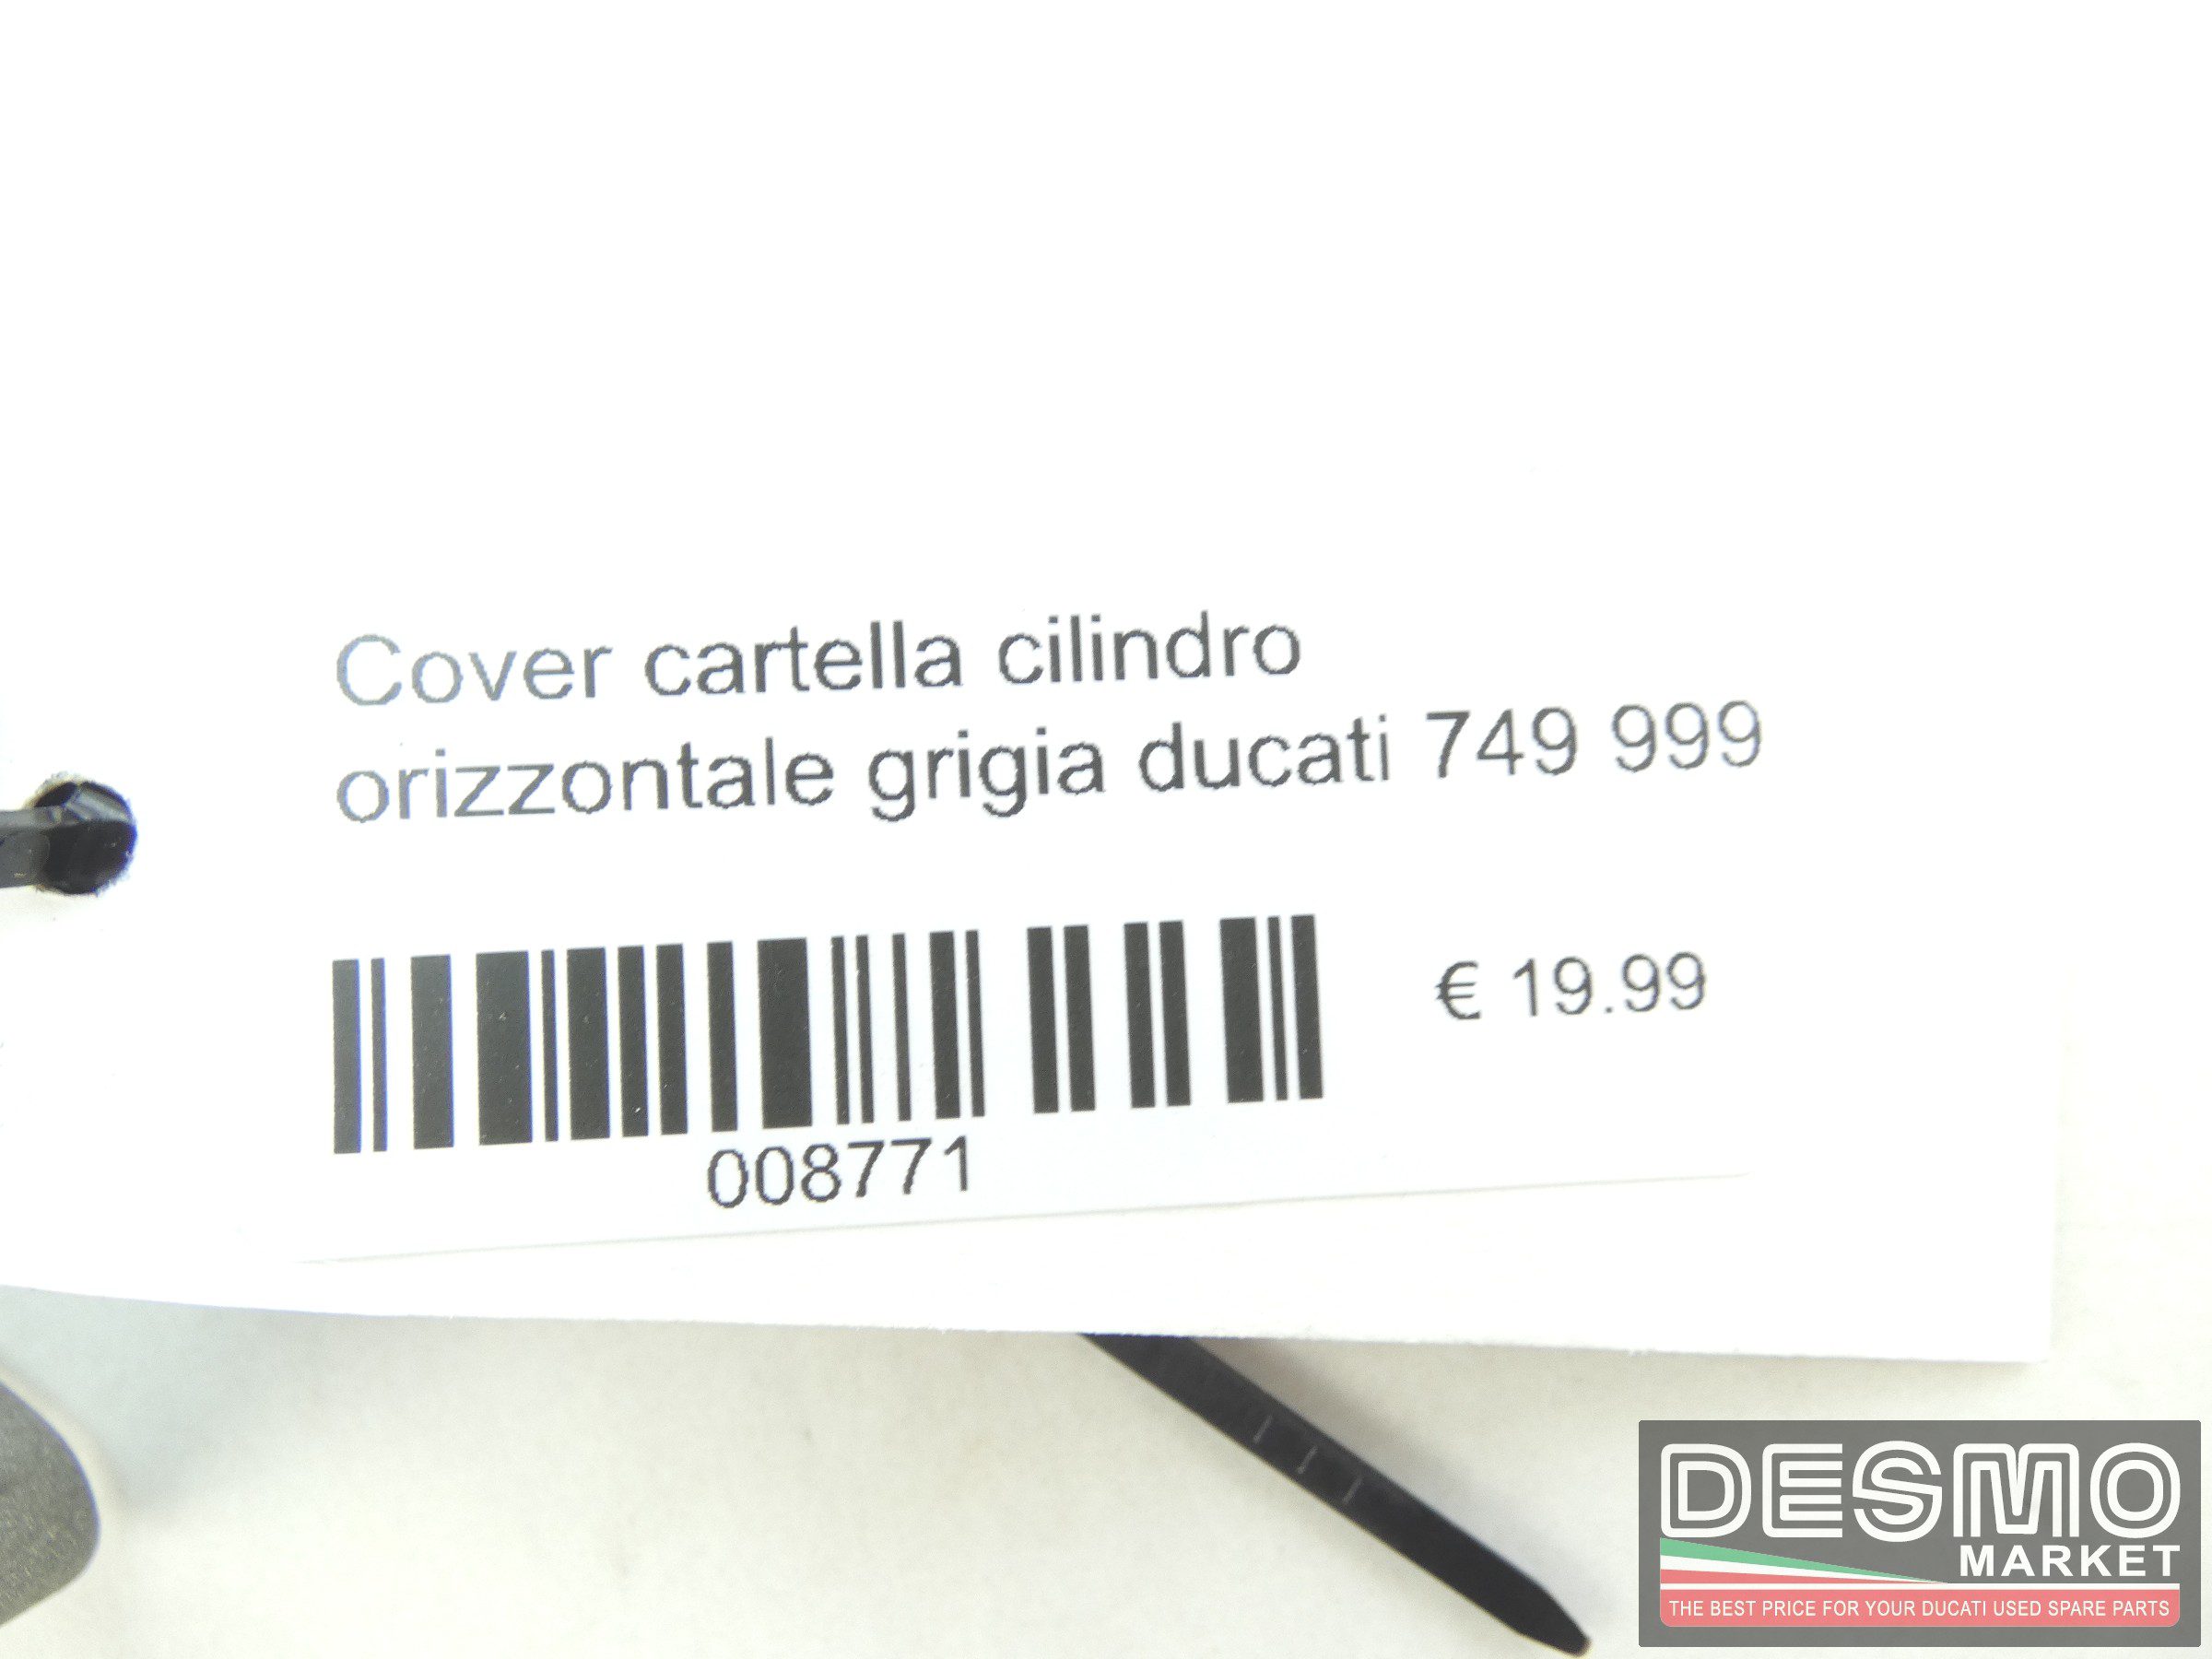 Cover cartella cilindro
orizzontale grigia ducati 749 999
€ 19.99
008771
DESMO
MARKET
THE BEST PRICE FOR YOUR DUCATI USED SPARE PARTS